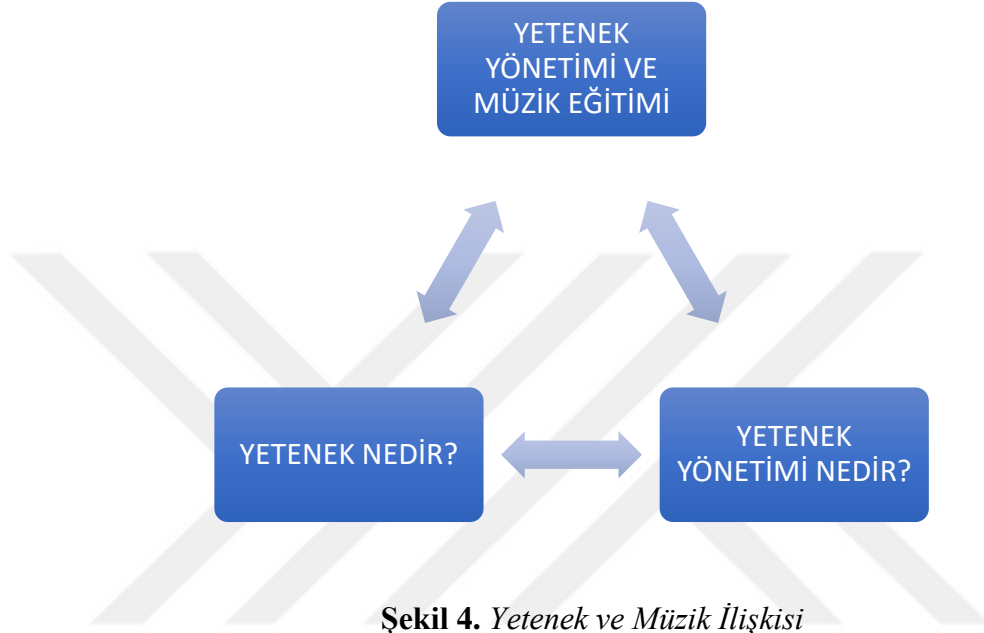 YETENEK
YÖNETİMİ VE
MÜZİK EĞİTİMİ
YETENEK NEDİR?
YETENEK
YÖNETİMİ NEDİR?
Şekil 4. Yetenek ve Müzik İlişkisi